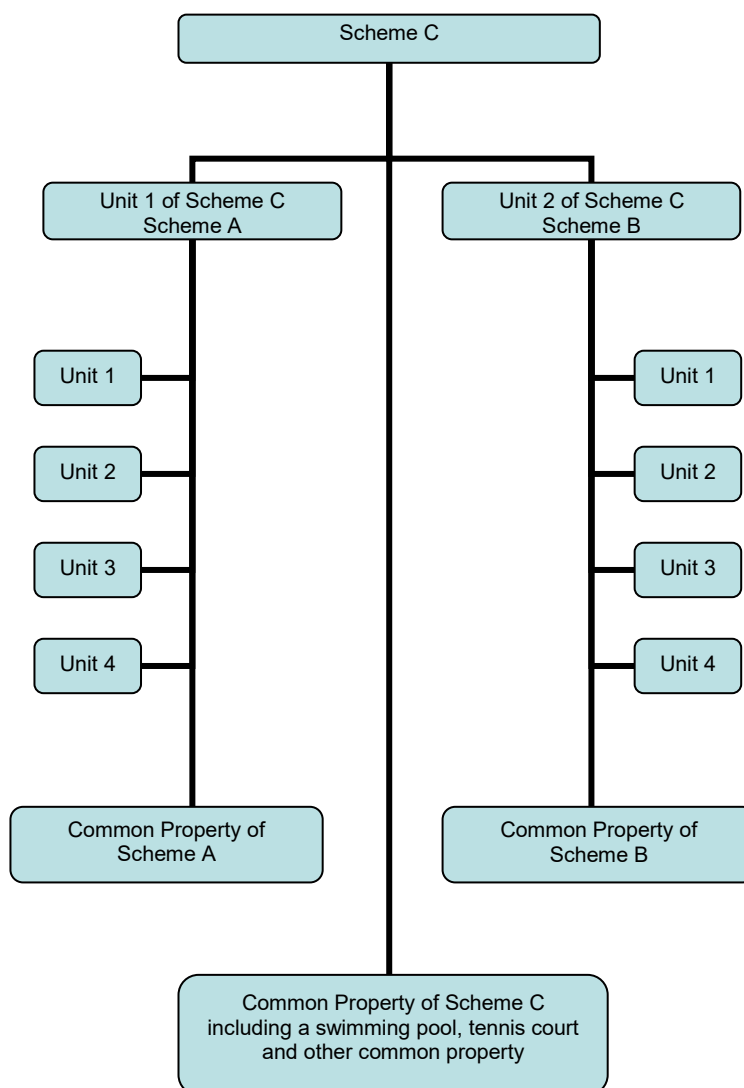 Scheme C
Unit 1 of Scheme C
Scheme A
Unit 2 of Scheme C
Scheme B
Unit 1
Unit 1
Unit 2
Unit 2
Unit 3
Unit 3
Unit 4
Unit 4
Common Property of
Scheme A
Common Property of
Scheme B
Common Property of Scheme C
including a swimming pool, tennis court
and other common property